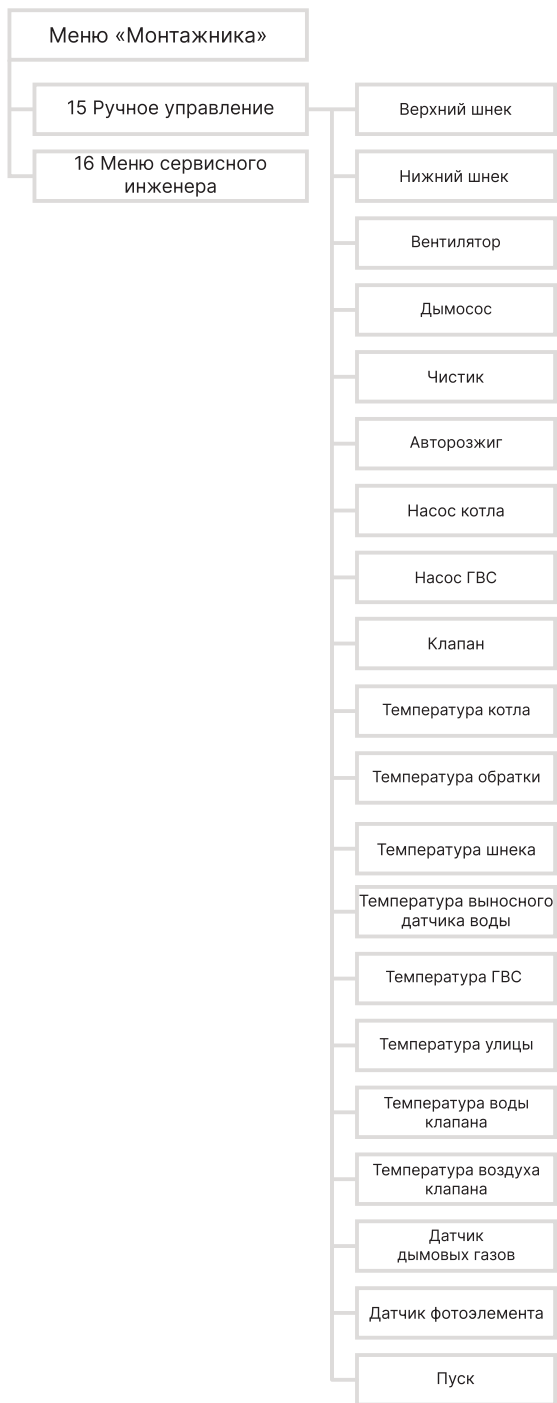 Меню «Монтажника»
15 Ручное управление
16 Меню сервисного
инженера
Верхний шнек
Нижний шнек
Вентилятор
Дымосос
Чистик
Авторозжиг
Насос котла
Насос ГВС
Клапан
Температура котла
Температура обратки
Температура шнека
Температура выносного
датчика воды
Температура ГВС
Температура улицы
Температура воды
клапана
Температура воздуха
клапана
Датчик
дымовых газов
Датчик фотоэлемента
Пуск